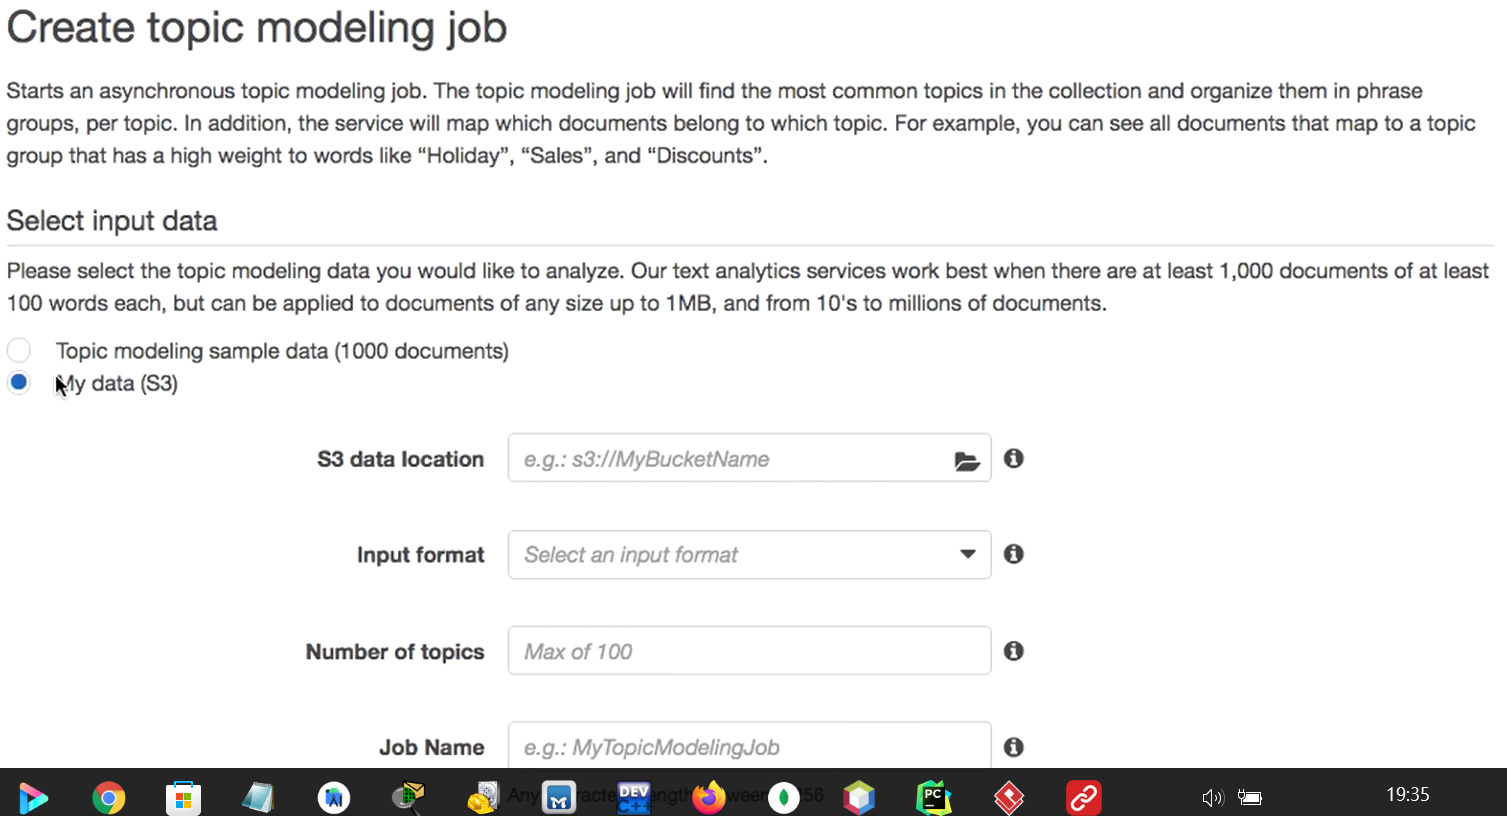 Create topic modeling job
Starts an asynchronous topic modeling job. The topic modeling job will find the most common topics in the collection and organize them in phrase
groups, per topic. In addition, the service will map which documents belong to which topic. For example, you can see all documents that map to a topic
group that has a high weight to words like “Holiday”, “Sales”, and “Discounts”.
Select input data
Please select the topic modeling data you would like to analyze. Our text analytics services work best when there are at least 1,000 documents of at least
100 words each, but can be applied to documents of any size up to 1MB, and from 10's to millions of documents.
Topic modeling sample data (1000 documents)
My data (S3)
S3 data location e.g.: s3://MyBucketName
Input format Select an input format
Number of topics Max of 100
Job Name e.g.: MyTopicModelingJob
Any
DEV
C++
PC
19:35